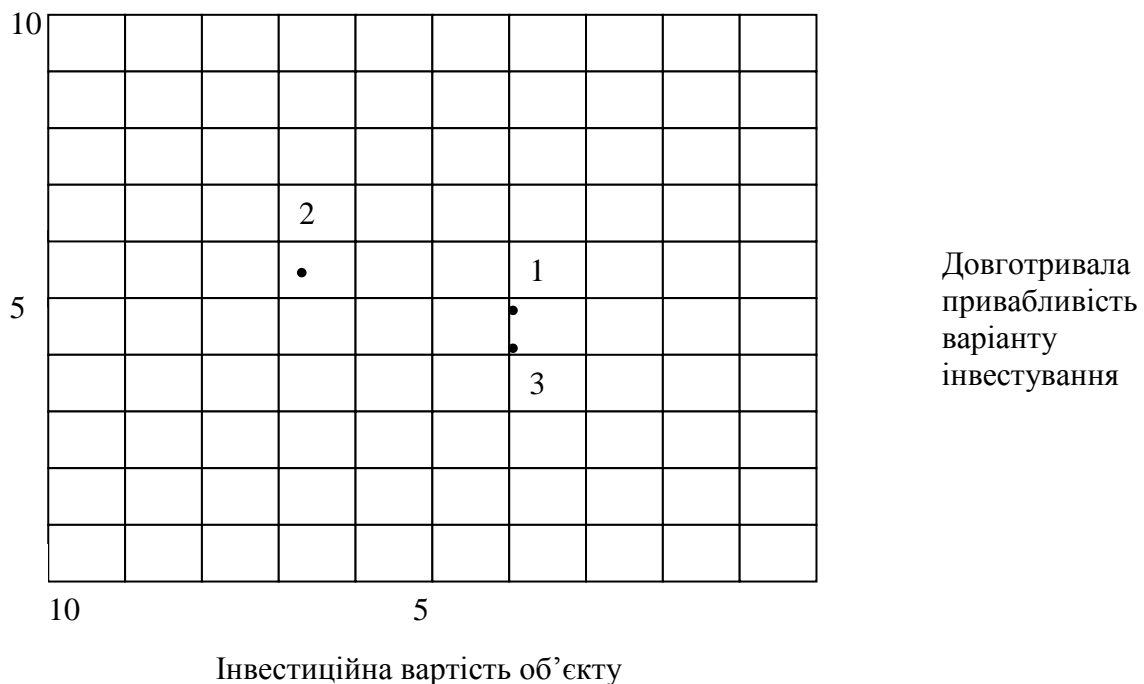 10
2
1
5
3
Довготривала
привабливість
варіанту
інвестування
10
5
Інвестиційна вартість об’єкту